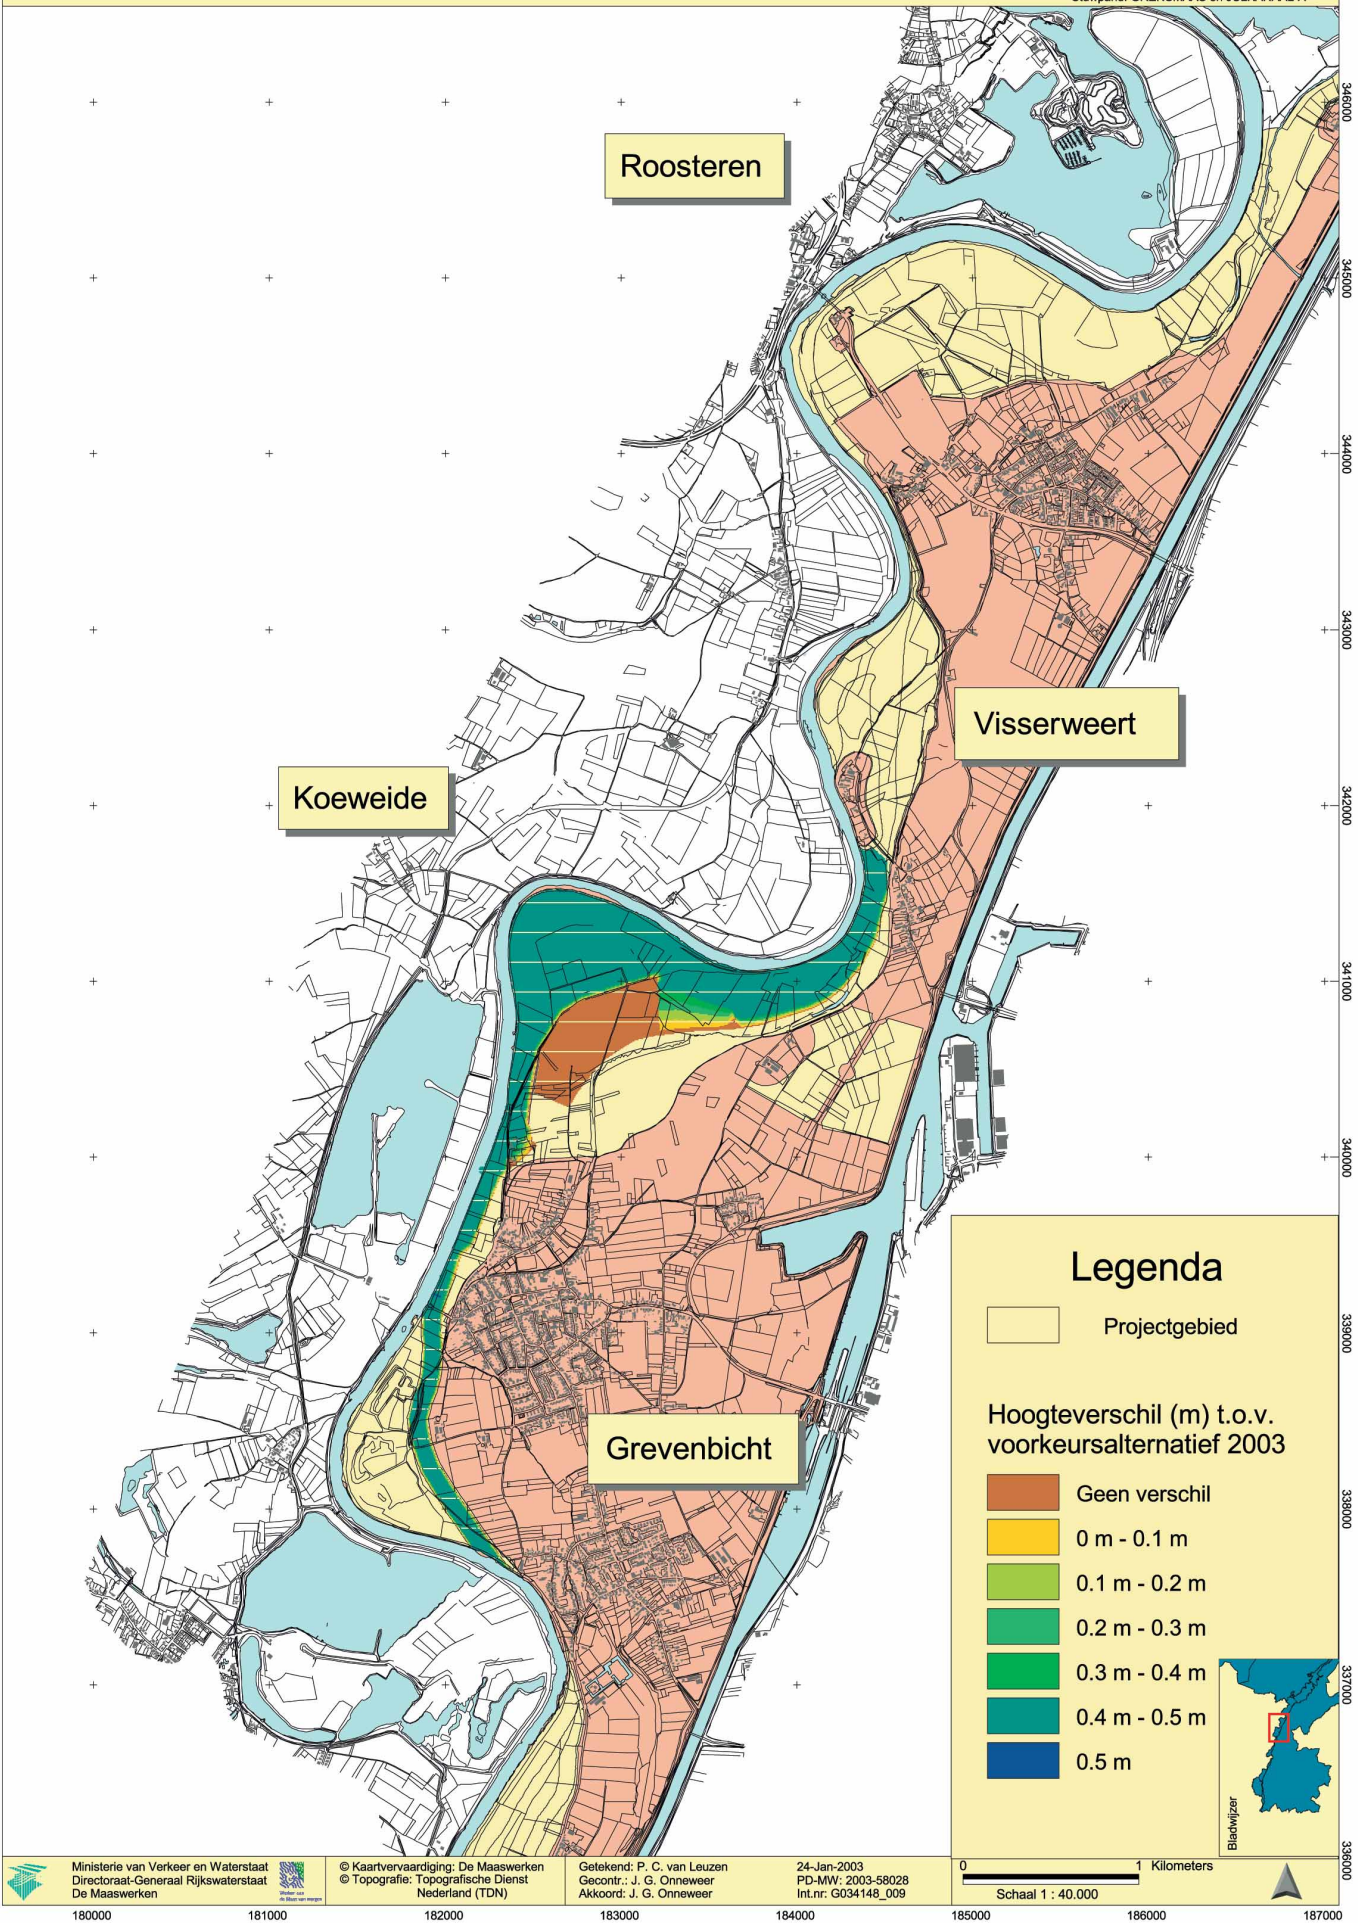 346000
Roosteren
345000
344000
343000
Visserweert
Koeweide
342000
341000
340000
Legenda
Projectgebied
339000
Hoogteverschil (m) t.o.v.
voorkeursalternatief 2003
Grevenbicht
Geen verschil
338000
0 m - 0.1 m
0.1 m - 0.2 m
0.2 m - 0.3 m
0.3 m - 0.4 m
337000
0.4 m - 0.5 m
0.5 m
Bladwijzer
336000
Ministerie van Verkeer en Waterstaat
Directoraat-Generaal Rijkswaterstaat
De Maaswerken
© Kaartvervaardiging: De Maaswerken
© Topografie: Topografische Dienst
Nederland (TDN)
Getekend: P. C. van Leuzen
Gecontr.: J. G. Onneweer
Akkoord: J. G. Onneweer
24-Jan-2003
PD-MW: 2003-58028
Int.nr: G034148_009
0 1 Kilometers
Schaal 1 : 40.000
180000 181000 182000 183000 184000 185000 186000 187000